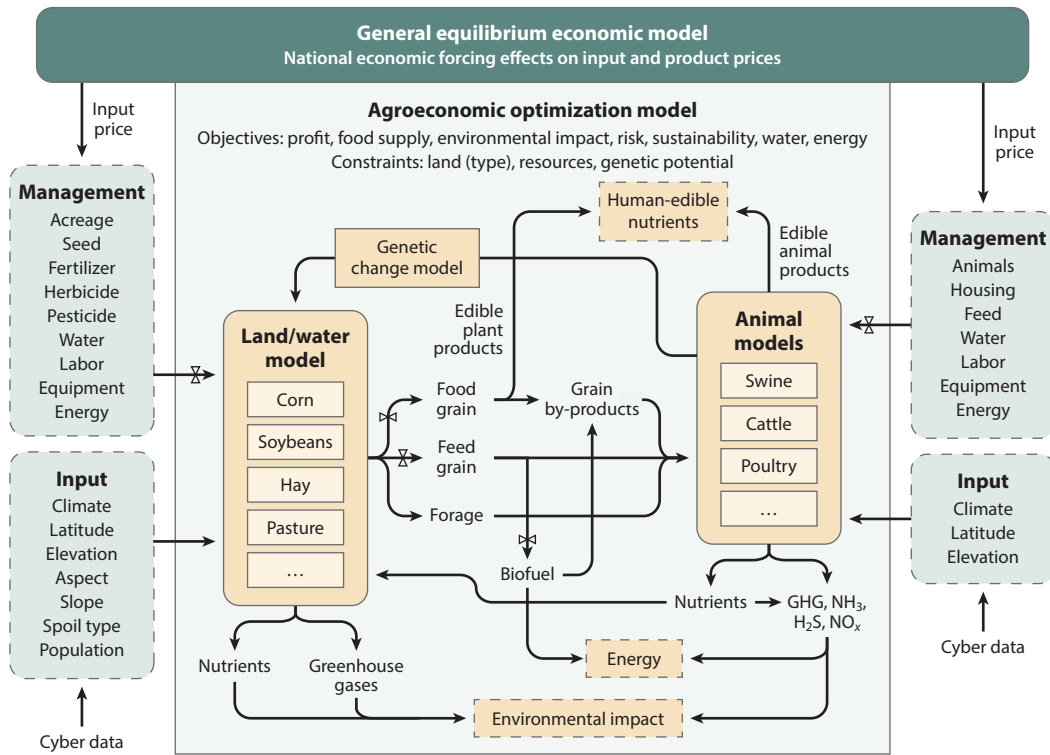 General equilibrium economic model
National economic forcing effects on input and product prices
Input
price
Agroeconomic optimization model
Objectives: profit, food supply, environmental impact, risk, sustainability, water, energy
Constraints: land (type), resources, genetic potential
Input
price
Management
Acreage
Seed
Fertilizer
Herbicide
Pesticide
Water
Labor
Equipment
Energy
Input
Climate
Latitude
Elevation
Aspect
Slope
Spoil type
Population
Cyber data
Genetic
change model
Human-edible
nutrients
Edible
animal
products
Edible
plant
products
Land/water
model
Corn
Soybeans
Hay
Pasture
...
Food
grain
Grain
by-products
Feed
grain
Forage
Biofuel
Animal
models
Swine
Cattle
Poultry
...
Nutrients
GHG, NH3,
H2S, NOx
Nutrients
Greenhouse
gases
Energy
Environmental impact
Management
Animals
Housing
Feed
Water
Labor
Equipment
Energy
Input
Climate
Latitude
Elevation
Cyber data